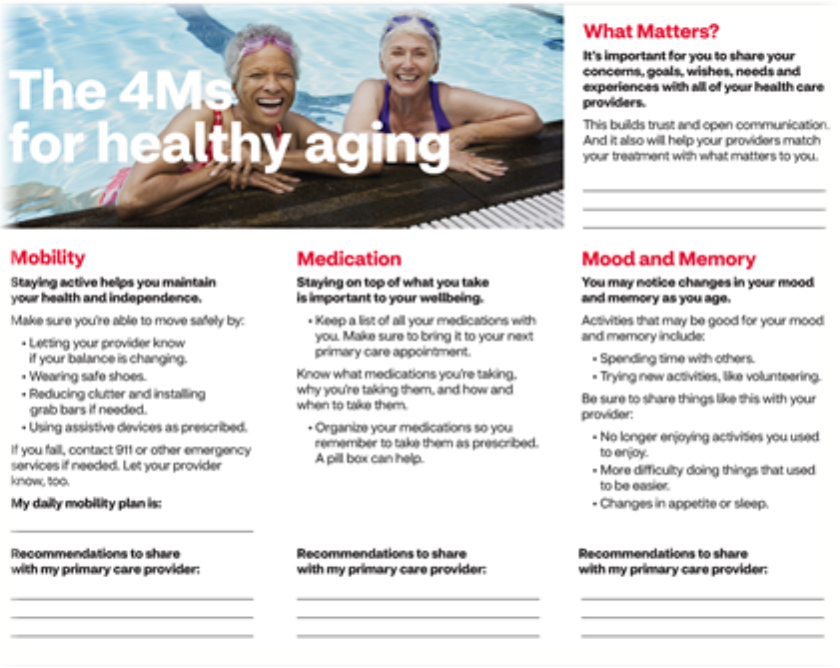 The 4Ms
for healthy aging
What Matters?
It's important for you to share your
concerns, goals, wishes, needs and
experiences with all of your health care
providers.
This builds trust and open communication.
And it also will help your providers match
your treatment with what matters to you.
Mobility
Staying active helps you maintain
your health and independence.
Make sure you're able to move safely by:
• Letting your provider know
if your balance is changing.
• Wearing safe shoes.
• Reducing clutter and installing
grab bars if needed.
• Using assistive devices as prescribed.
If you fall, contact 911 or other emergency
services if needed. Let your provider
know, too.
My daily mobility plan is:
Recommendations to share
with my primary care provider:
Medication
Staying on top of what you take
is important to your wellbeing.
• Keep a list of all your medications with
you. Make sure to bring it to your next
primary care appointment.
Know what medications you're taking,
why you're taking them, and how and
when to take them.
• Organize your medications so you
remember to take them as prescribed.
A pill box can help.
Recommendations to share
with my primary care provider:
Mood and Memory
You may notice changes in your mood
and memory as you age.
Activities that may be good for your mood
and memory include:
• Spending time with others.
• Trying new activities, like volunteering.
Be sure to share things like this with your
provider:
• No longer enjoying activities you used
to enjoy.
• More difficulty doing things that used
to be easier.
• Changes in appetite or sleep.
Recommendations to share
with my primary care provider: